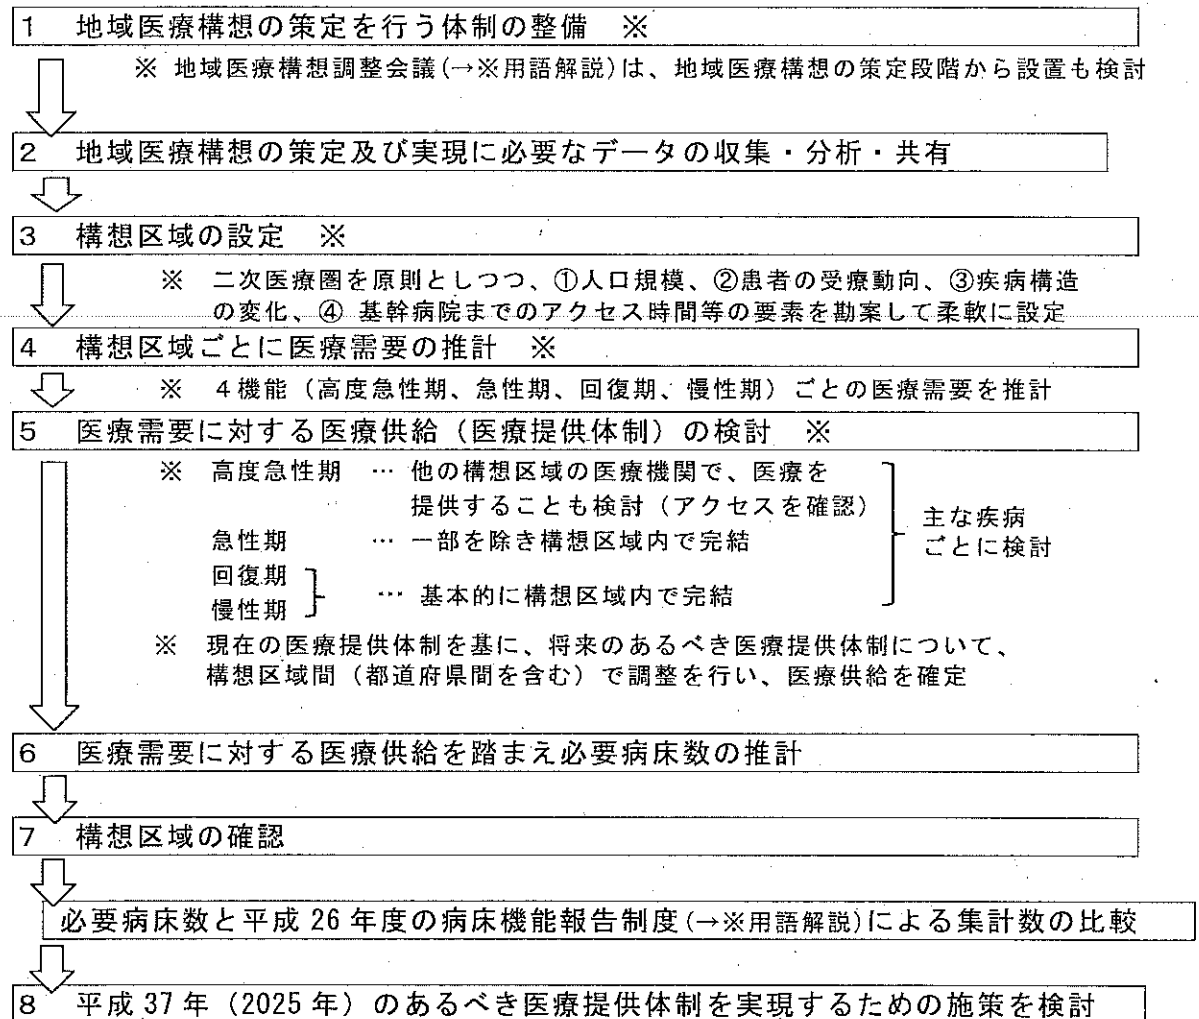 1 地域医療構想の策定を行う体制の整備 ※
※ 地域医療構想調整会議(→※用語解説)は、地域医療構想の策定段階から設置も検討
2 地域医療構想の策定及び実現に必要なデータの収集・分析・共有
3 構想区域の設定 ※
※ 二次医療圏を原則としつつ、①人口規模、②患者の受療動向、③疾病構造
の変化、④ 基幹病院までのアクセス時間等の要素を勘案して柔軟に設定
4 構想区域ごとに医療需要の推計 ※
※ 4機能（高度急性期、急性期、回復期、慢性期）ごとの医療需要を推計
5 医療需要に対する医療供給（医療提供体制）の検討 ※
※ 高度急性期 … 他の構想区域の医療機関で、医療を
提供することも検討（アクセスを確認）
急性期 … 一部を除き構想区域内で完結
回復期
慢性期
… 基本的に構想区域内で完結
主な疾病
ごとに検討
※ 現在の医療提供体制を基に、将来のあるべき医療提供体制について、
構想区域間（都道府県間を含む）で調整を行い、医療供給を確定
6 医療需要に対する医療供給を踏まえ必要病床数の推計
7 構想区域の確認
必要病床数と平成 26 年度の病床機能報告制度(→※用語解説)による集計数の比較
8 平成 37 年（2025 年）のあるべき医療提供体制を実現するための施策を検討